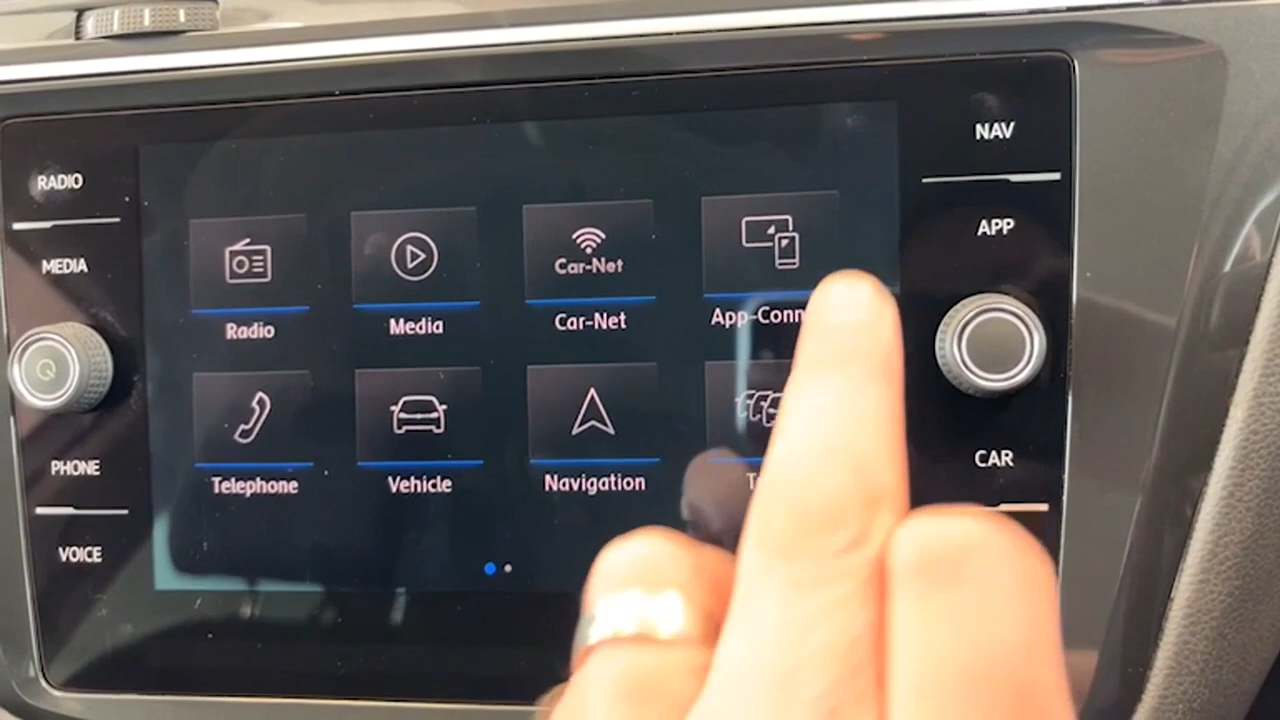 RADIO
MEDIA
PHONE
VOICE
Car-Net
Radio
Media
Car-Net
App-Conn
Telephone
Vehicle
Navigation
NAV
APP
CAR